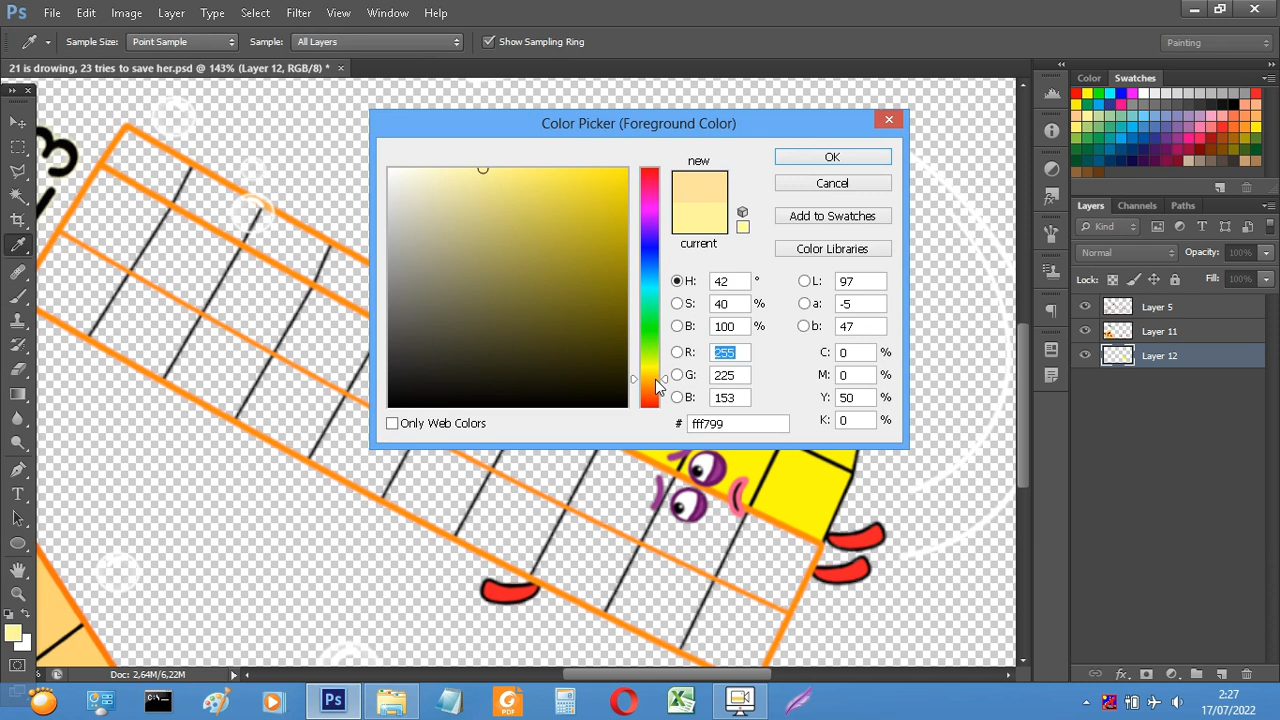 Ps File Edit Image Layer Type Select Filter View Window Help
Sample Size: Point Sample Sample: All Layers Show Sampling Ring Painting
21 is drowing, 23 tries to save her.psd @ 143% (Layer 12, RGB/8) * ×
Color Swatches
Color Picker (Foreground Color)
new
current
OK
Cancel
Add to Swatches
Color Libraries
H: 42 °
S: 40 %
B: 100 %
R: 255
G: 225
B: 153
# fff799
L: 97
a: -5
b: 47
C: 0 %
M: 0 %
Y: 50 %
K: 0 %
Only Web Colors
Layers Channels Paths
Kind
Normal Opacity: 100%
Lock: Fill: 100%
Layer 5
Layer 11
Layer 12
3
Doc: 2,64M/6,22M
Ps
PDF
2:27
17/07/2022